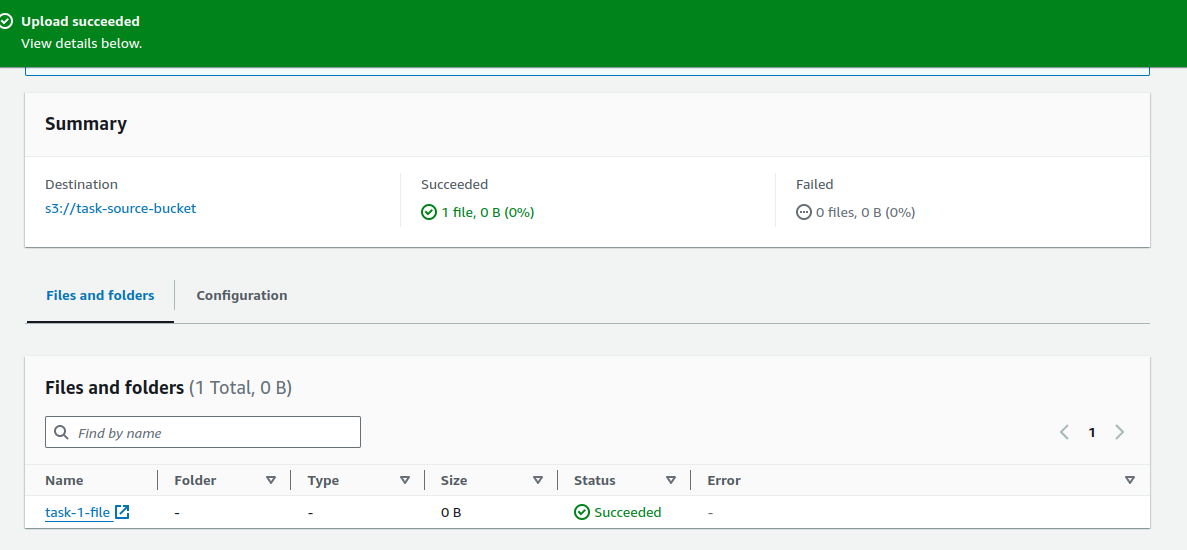 Upload succeeded
View details below.
Summary
Destination
s3://task-source-bucket
Succeeded
1 file, 0 B (0%)
Failed
0 files, 0 B (0%)
Files and folders
Configuration
Files and folders (1 Total, 0 B)
Find by name
1
Name Folder Type Size Status Error
task-1-file - - 0 B Succeeded -